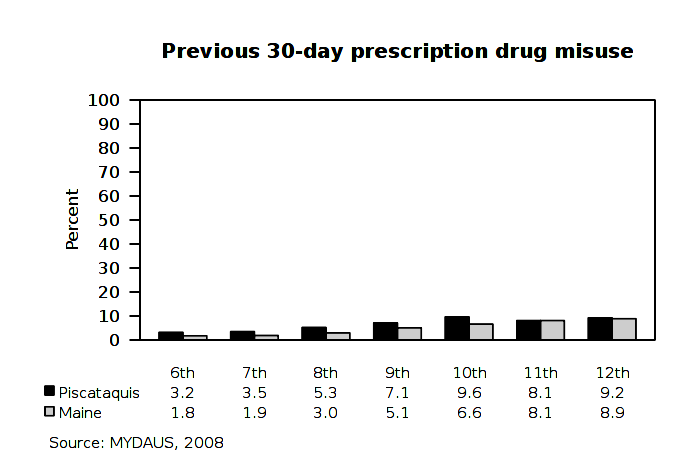 Previous 30-day prescription drug misuse
100
90
80
70
60
50
40
30
20
10
0
Percent
6th 7th 8th 9th 10th 11th 12th
Piscataquis 3.2 3.5 5.3 7.1 9.6 8.1 9.2
Maine 1.8 1.9 3.0 5.1 6.6 8.1 8.9
Source: MYDAUS, 2008